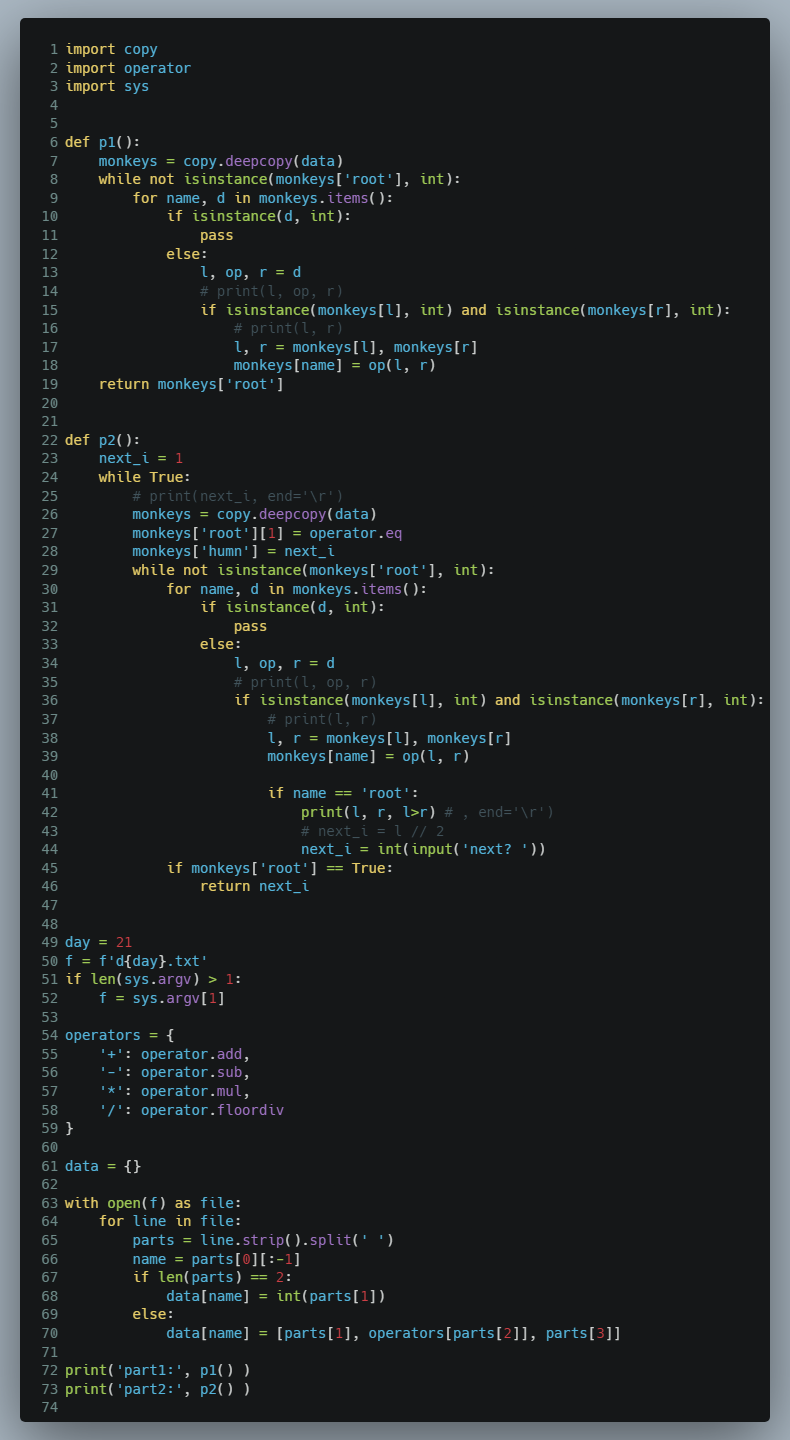 1 import copy
2 import operator
3 import sys
4
5
6 def p1():
7     monkeys = copy.deepcopy(data)
8     while not isinstance(monkeys['root'], int):
9         for name, d in monkeys.items():
10             if isinstance(d, int):
11                 pass
12             else:
13                 l, op, r = d
14                 # print(l, op, r)
15                 if isinstance(monkeys[l], int) and isinstance(monkeys[r], int):
16                     # print(l, r)
17                     l, r = monkeys[l], monkeys[r]
18                     monkeys[name] = op(l, r)
19     return monkeys['root']
20
21
22 def p2():
23     next_i = 1
24     while True:
25         # print(next_i, end='\r')
26         monkeys = copy.deepcopy(data)
27         monkeys['root'][1] = operator.eq
28         monkeys['humn'] = next_i
29         while not isinstance(monkeys['root'], int):
30             for name, d in monkeys.items():
31                 if isinstance(d, int):
32                     pass
33                 else:
34                     l, op, r = d
35                     # print(l, op, r)
36                     if isinstance(monkeys[l], int) and isinstance(monkeys[r], int):
37                         # print(l, r)
38                         l, r = monkeys[l], monkeys[r]
39                         monkeys[name] = op(l, r)
40
41                         if name == 'root':
42                             print(l, r, l>r) # , end='\r')
43                             # next_i = l // 2
44                             next_i = int(input('next? '))
45             if monkeys['root'] == True:
46                 return next_i
47
48
49 day = 21
50 f = f'd{day}.txt'
51 if len(sys.argv) > 1:
52     f = sys.argv[1]
53
54 operators = {
55     '+': operator.add,
56     '-': operator.sub,
57     '*': operator.mul,
58     '/': operator.floordiv
59 }
60
61 data = {}
62
63 with open(f) as file:
64     for line in file:
65         parts = line.strip().split(' ')
66         name = parts[0][:-1]
67         if len(parts) == 2:
68             data[name] = int(parts[1])
69         else:
70             data[name] = [parts[1], operators[parts[2]], parts[3]]
71
72 print('part1:', p1() )
73 print('part2:', p2() )
74